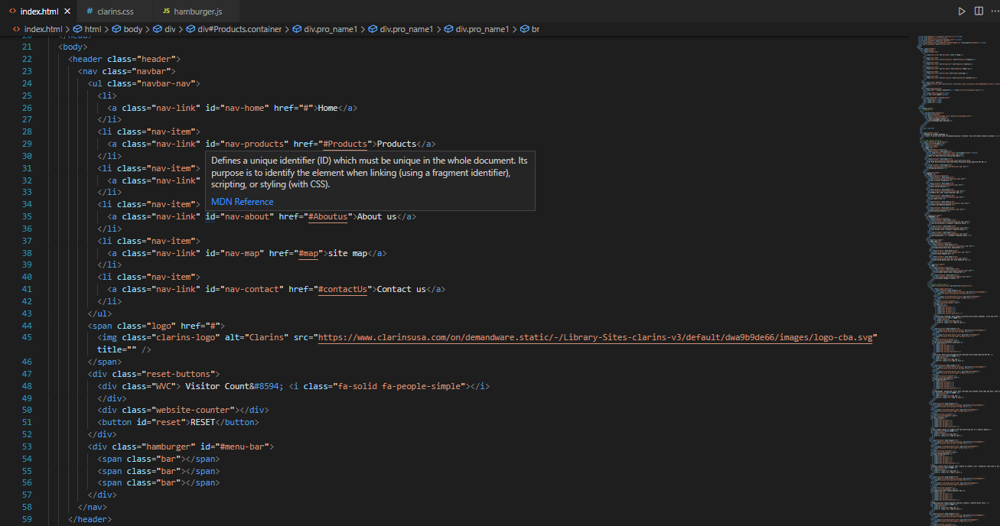 index.html
clarins.css
JS hamburger.js
index.html > html > body > div > div#Products.container > div.pro_name1 > div.pro_name1 > div.pro_name1 > br
21 <body>
22 <header class="header">
23 <nav class="navbar">
24 <ul class="navbar-nav">
25 <li>
26 <a class="nav-link" id="nav-home" href="#">Home</a>
27 </li>
28 <li class="nav-item">
29 <a class="nav-link" id="nav-products" href="#Products">Products</a>
30 </li>
31 <li class="nav-item">
32 <a class="nav-link"
33 </li>
34 <li class="nav-item">
Defines a unique identifier (ID) which must be unique in the whole document. Its
purpose is to identify the element when linking (using a fragment identifier),
scripting, or styling (with CSS).
MDN Reference
35 <a class="nav-link" id="nav-about" href="#Aboutus">About us</a>
36 </li>
37 <li class="nav-item">
38 <a class="nav-link" id="nav-map" href="#map">site map</a>
39 </li>
40 <li class="nav-item">
41 <a class="nav-link" id="nav-contact" href="#contactUs">Contact us</a>
42 </li>
43 </ul>
44 <span class="logo" href="#">
45 <img class="clarins-logo" alt="Clarins" src="https://www.clarinsusa.com/on/demandware.static/-/Library-Sites-clarins-v3/default/dwa9b9de66/images/logo-cba.svg"
title="" />
46 </span>
47 <div class="reset-buttons">
48 <div class="WVC"> Visitor Count&#8594; <i class="fa-solid fa-people-simple"></i>
49 </div>
50 <div class="website-counter"></div>
51 <button id="reset">RESET</button>
52 </div>
53 <div class="hamburger" id="#menu-bar">
54 <span class="bar"></span>
55 <span class="bar"></span>
56 <span class="bar"></span>
57 </div>
58 </nav>
59 </header>